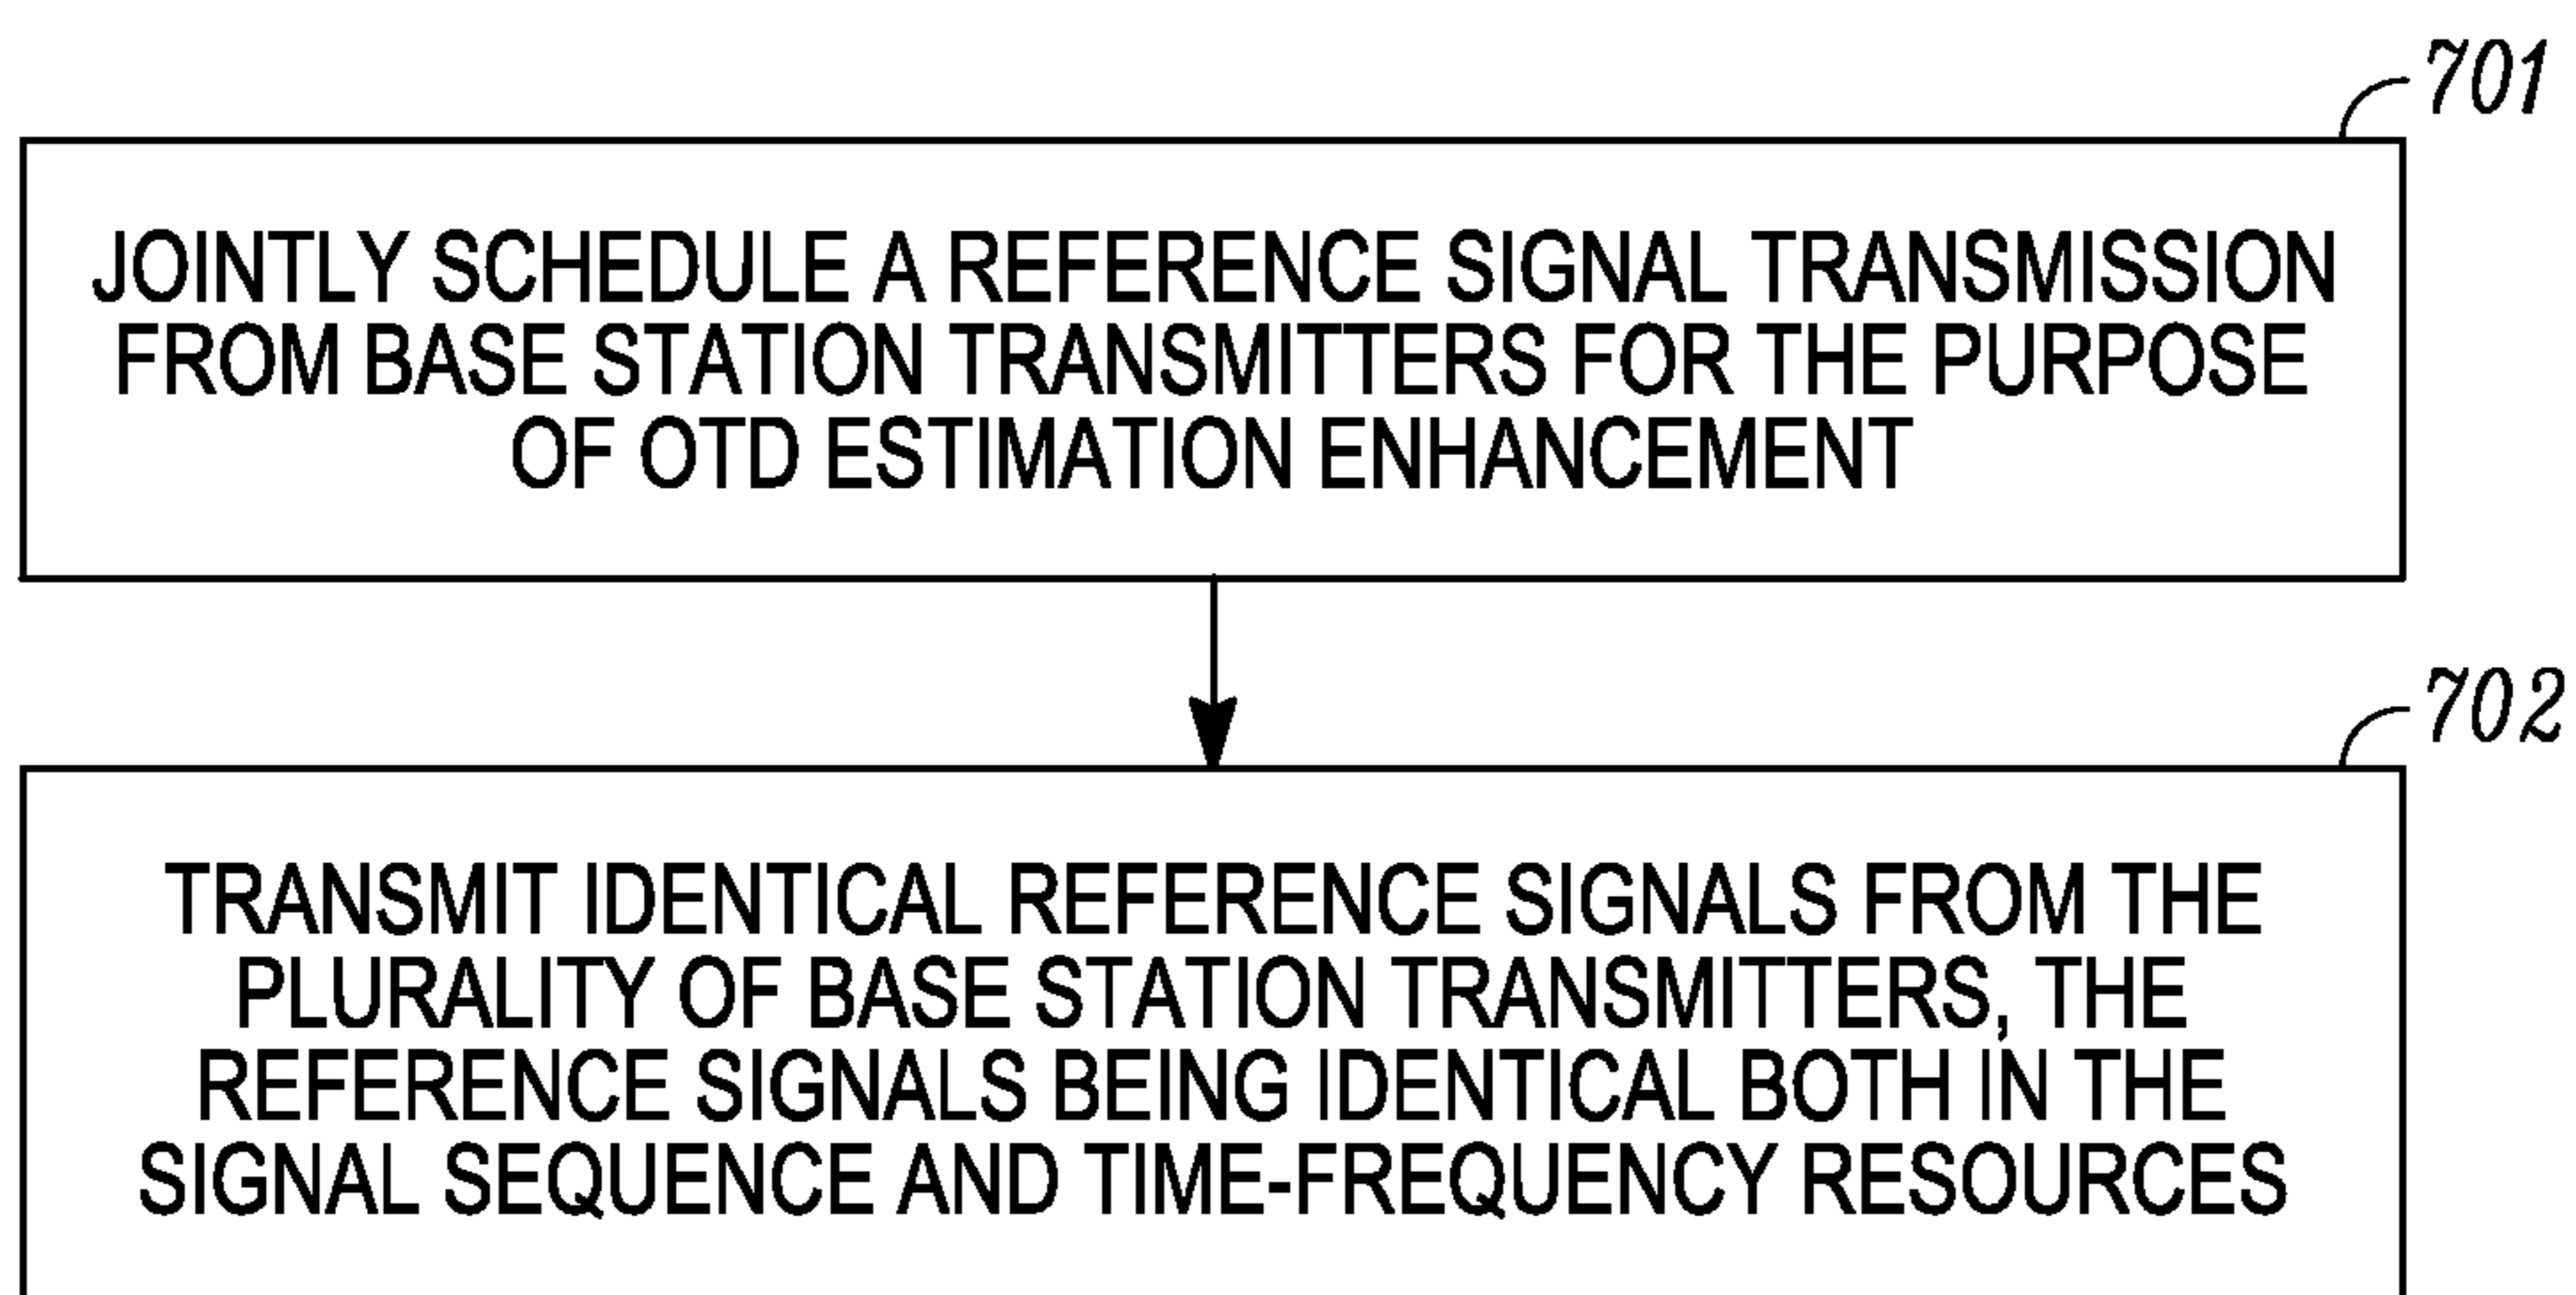 701
JOINTLY SCHEDULE A REFERENCE SIGNAL TRANSMISSION
FROM BASE STATION TRANSMITTERS FOR THE PURPOSE
OF OTD ESTIMATION ENHANCEMENT
702
TRANSMIT IDENTICAL REFERENCE SIGNALS FROM THE
PLURALITY OF BASE STATION TRANSMITTERS, THE
REFERENCE SIGNALS BEING IDENTICAL BOTH IN THE
SIGNAL SEQUENCE AND TIME-FREQUENCY RESOURCES